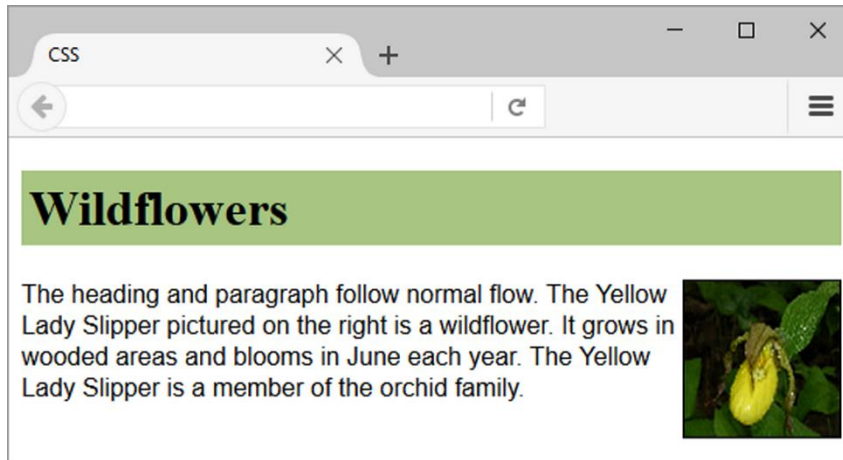 CSS
Wildflowers
The heading and paragraph follow normal flow. The Yellow
Lady Slipper pictured on the right is a wildflower. It grows in
wooded areas and blooms in June each year. The Yellow
Lady Slipper is a member of the orchid family.